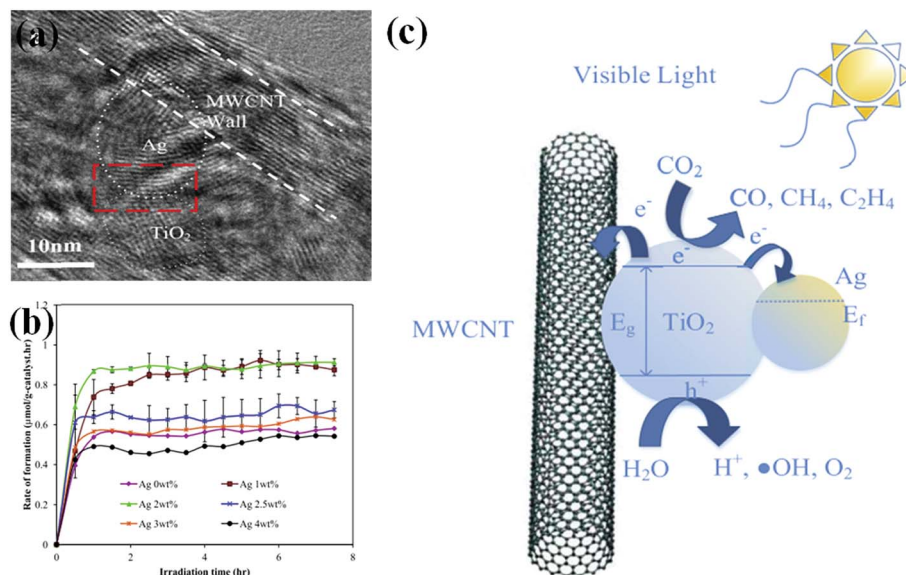 (a)
MWCNT
Wall
Ag
TiO₂
10nm
(b)
Rate of formation (μmol/g-catalyst.hr)
1.2
1
0.8
0.6
0.4
0.2
0
0 2 4 6 8
Ag 0wt% Ag 1wt%
Ag 2wt% Ag 2.5wt%
Ag 3wt% Ag 4wt%
Irradiation time (hr)
(c)
Visible Light
CO₂
CO, CH₄, C₂H₄
e⁻
e⁻
e⁻
Ag
MWCNT
E_g
TiO₂
E_f
h⁺
H₂O
H⁺, ●OH, O₂